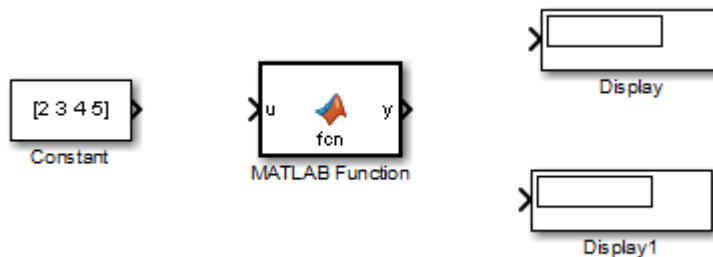 [2 3 4 5]
Constant
u
y
fcn
MATLAB Function
Display
Display1